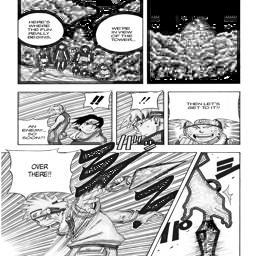 HERE'S
WHERE
THE FUN
REALLY
BEGINS.
WE'RE
IN VIEW
OF THE
TOWER...
AN
ENEMY...
SO
SOON!!
THEN LET'S
GET TO IT!
OVER
THERE!!